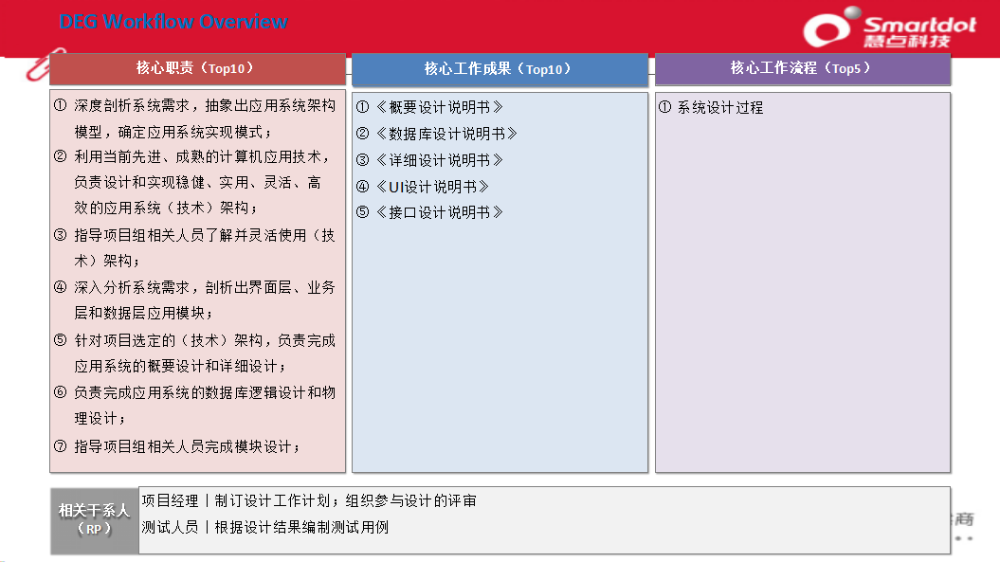 DEG Workflow Overview
Smartdot
慧点科技
核心职责（Top10）
① 深度剖析系统需求，抽象出应用系统架构
模型，确定应用系统实现模式；
② 利用当前先进、成熟的计算机应用技术，
负责设计和实现稳健、实用、灵活、高
效的应用系统（技术）架构；
③ 指导项目组相关人员了解并灵活使用（技
术）架构；
④ 深入分析系统需求，剖析出界面层、业务
层和数据层应用模块；
⑤ 针对项目选定的（技术）架构，负责完成
应用系统的概要设计和详细设计；
⑥ 负责完成应用系统的数据库逻辑设计和物
理设计；
⑦ 指导项目组相关人员完成模块设计；
核心工作成果（Top10）
① 《概要设计说明书》
② 《数据库设计说明书》
③ 《详细设计说明书》
④ 《UI设计说明书》
⑤ 《接口设计说明书》
核心工作流程（Top5）
① 系统设计过程
相关干系人
（RP）
项目经理｜制订设计工作计划；组织参与设计的评审
测试人员｜根据设计结果编制测试用例
商